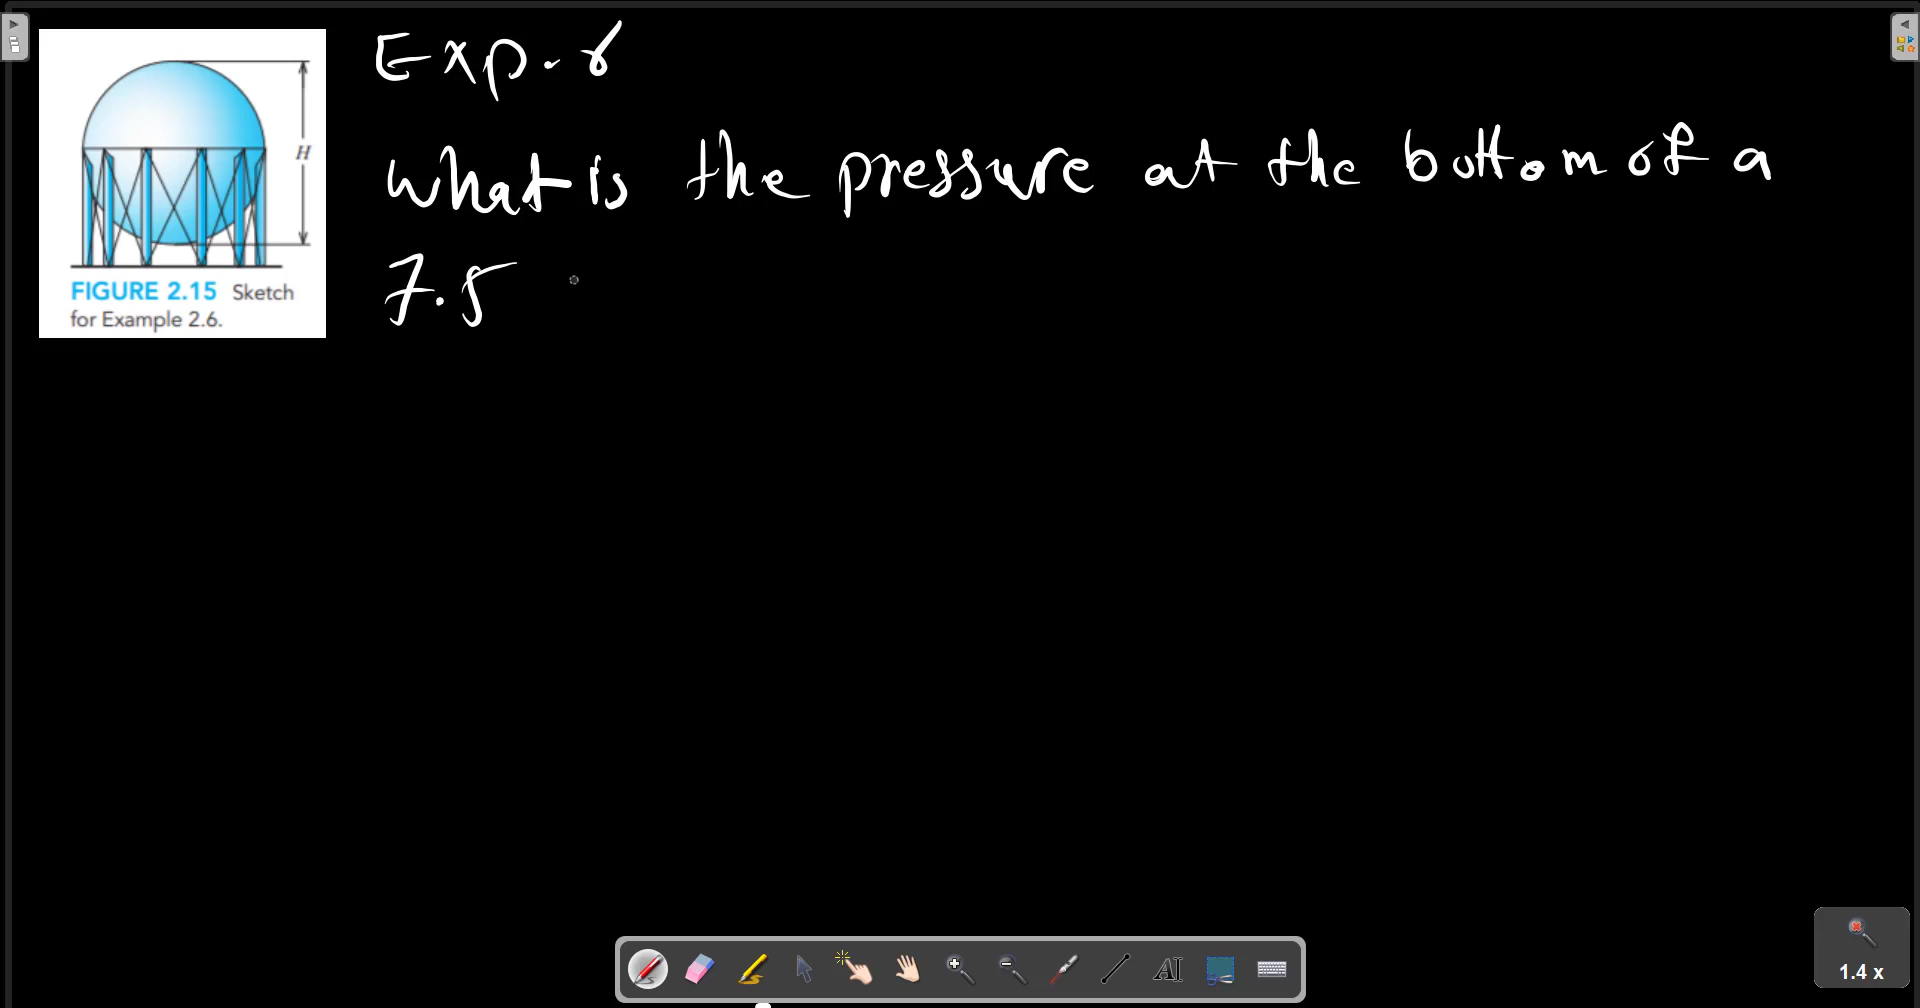 Exp. 6
What is the pressure at the bottom of a
7.5
H
FIGURE 2.15 Sketch
for Example 2.6.
AI
1.4 x